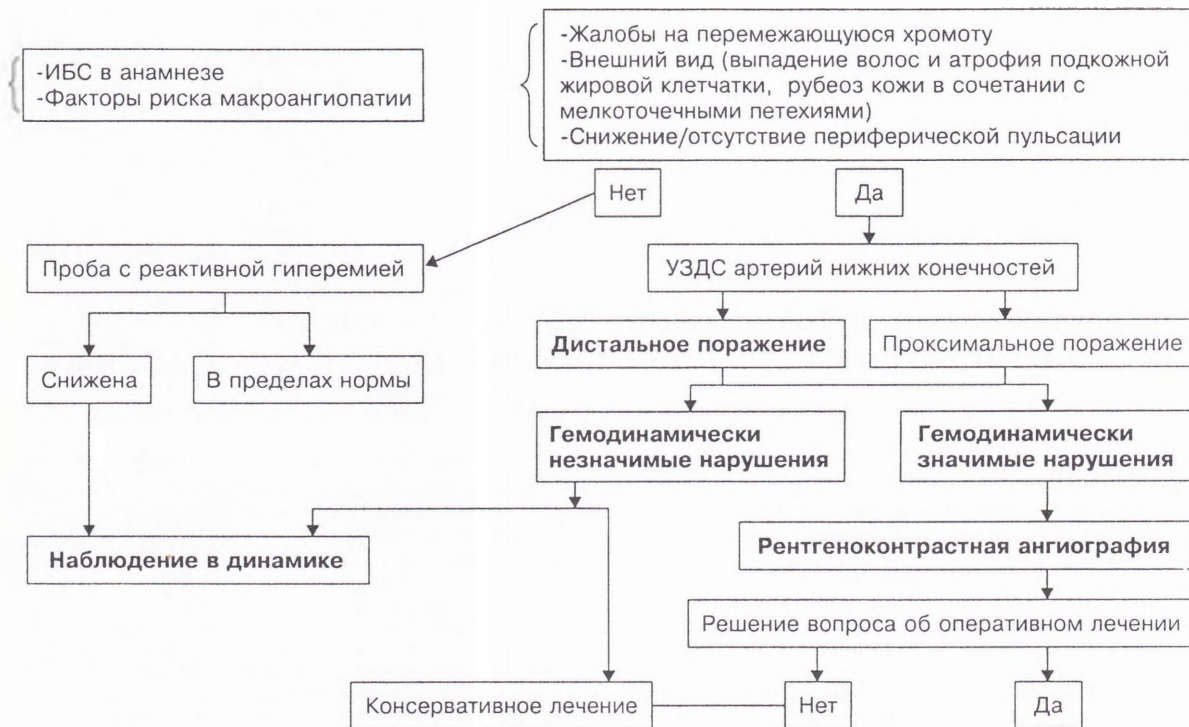 -ИБС в анамнезе
-Факторы риска макроангиопатии
-Жалобы на перемежающуюся хромоту
-Внешний вид (выпадение волос и атрофия подкожной
жировой клетчатки, рубеоз кожи в сочетании с
мелкоточечными петехиями)
-Снижение/отсутствие периферической пульсации
Нет
Да
Проба с реактивной гиперемией
УЗДС артерий нижних конечностей
Дистальное поражение
Проксимальное поражение
Снижена
В пределах нормы
Гемодинамически
незначимые нарушения
Гемодинамически
значимые нарушения
Наблюдение в динамике
Рентгеноконтрастная ангиография
Решение вопроса об оперативном лечении
Консервативное лечение
Нет
Да